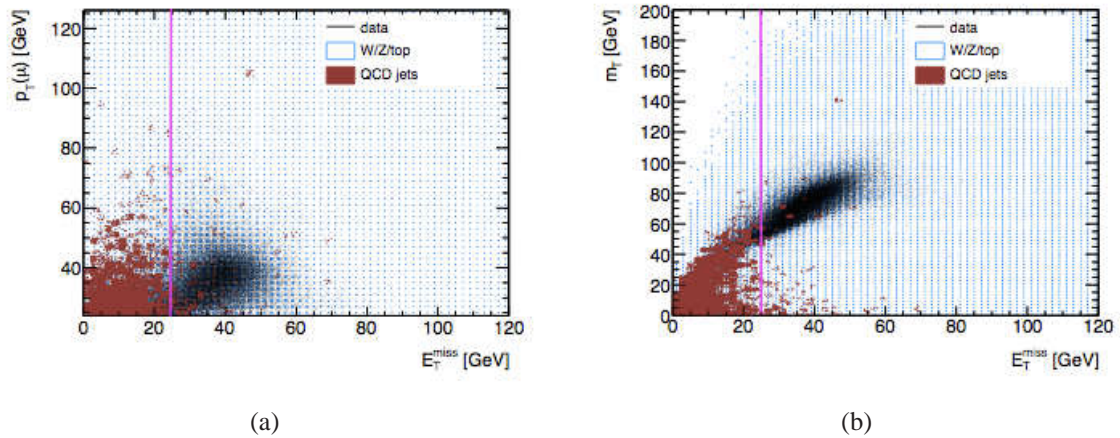 p_T(μ) [GeV]
120
100
80
60
40
data
W/Z/top
QCD jets
0 20 40 60 80 100 120
E_T^miss [GeV]
(a)
m_T [GeV]
200
180
160
140
120
100
80
60
40
20
0
data
W/Z/top
QCD jets
0 20 40 60 80 100 120
E_T^miss [GeV]
(b)